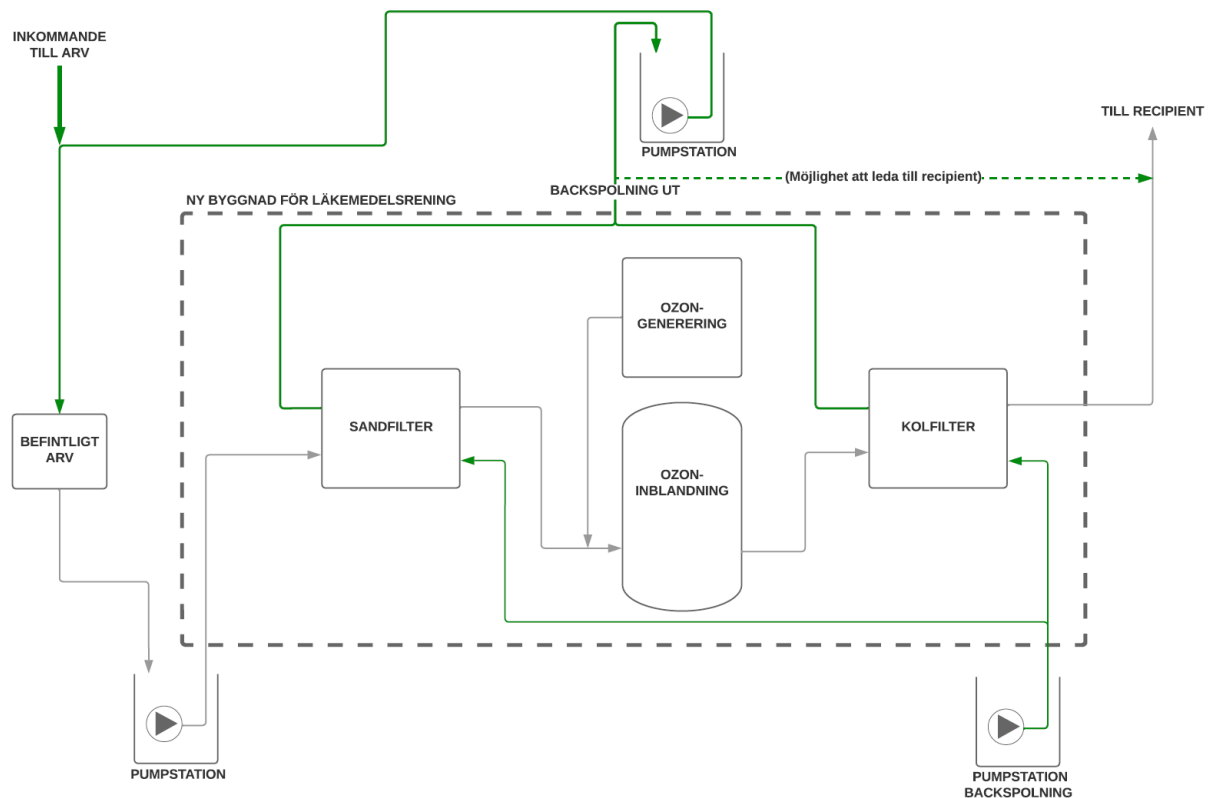 INKOMMANDE
TILL ARV
PUMPSTATION
TILL RECIPIENT
(Möjlighet att leda till recipient)
BACKSPOLNING UT
NY BYGGNAD FÖR LÄKEMEDELSRENING
OZON-
GENERERING
SANDFILTER
KOLFILTER
BEFINTLIGT
ARV
OZON-
INBLANDNING
PUMPSTATION
PUMPSTATION
BACKSPOLNING